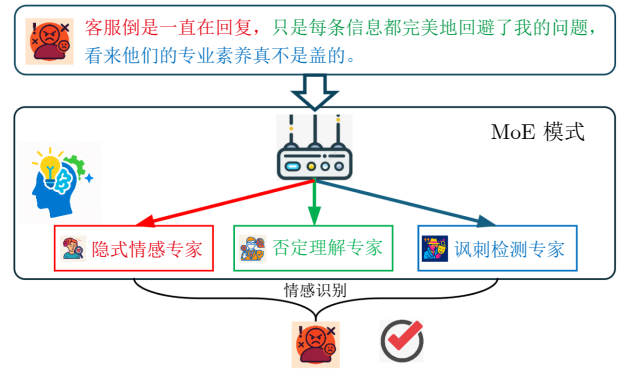 客服倒是一直在回复，只是每条信息都完美地回避了我的问题，
看来他们的专业素养真不是盖的。
MoE 模式
隐式情感专家
否定理解专家
讽刺检测专家
情感识别